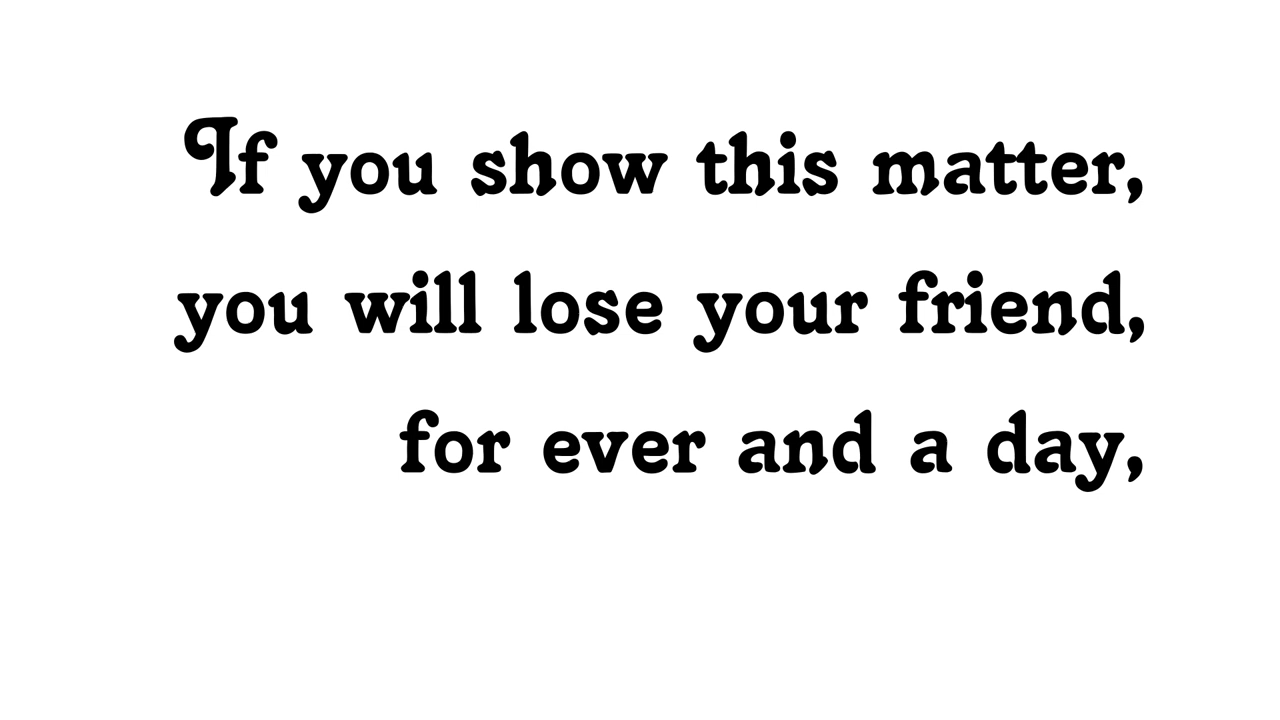 If you show this matter,
you will lose your friend,
for ever and a day,